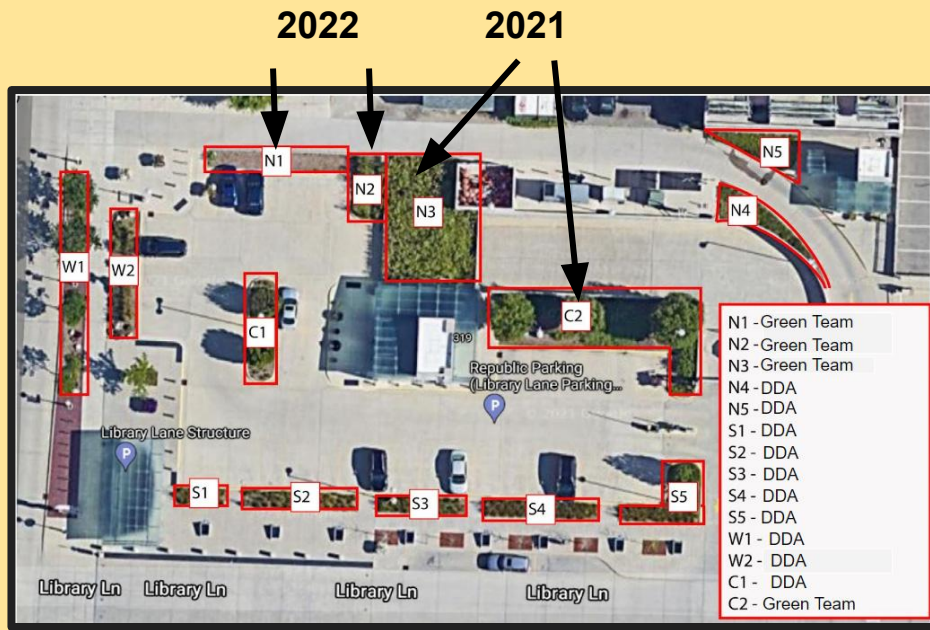 2022 2021
N1
N2
N3
N5
N4
W1
W2
C1
C2
319
Republic Parking
(Library Lane Parking...
Library Lane Structure
S1
S2
S3
S4
S5
Library Ln
Library Ln
Library Ln
Library Ln
N1 - Green Team
N2 - Green Team
N3 - Green Team
N4 - DDA
N5 - DDA
S1 - DDA
S2 - DDA
S3 - DDA
S4 - DDA
S5 - DDA
W1 - DDA
W2 - DDA
C1 - DDA
C2 - Green Team